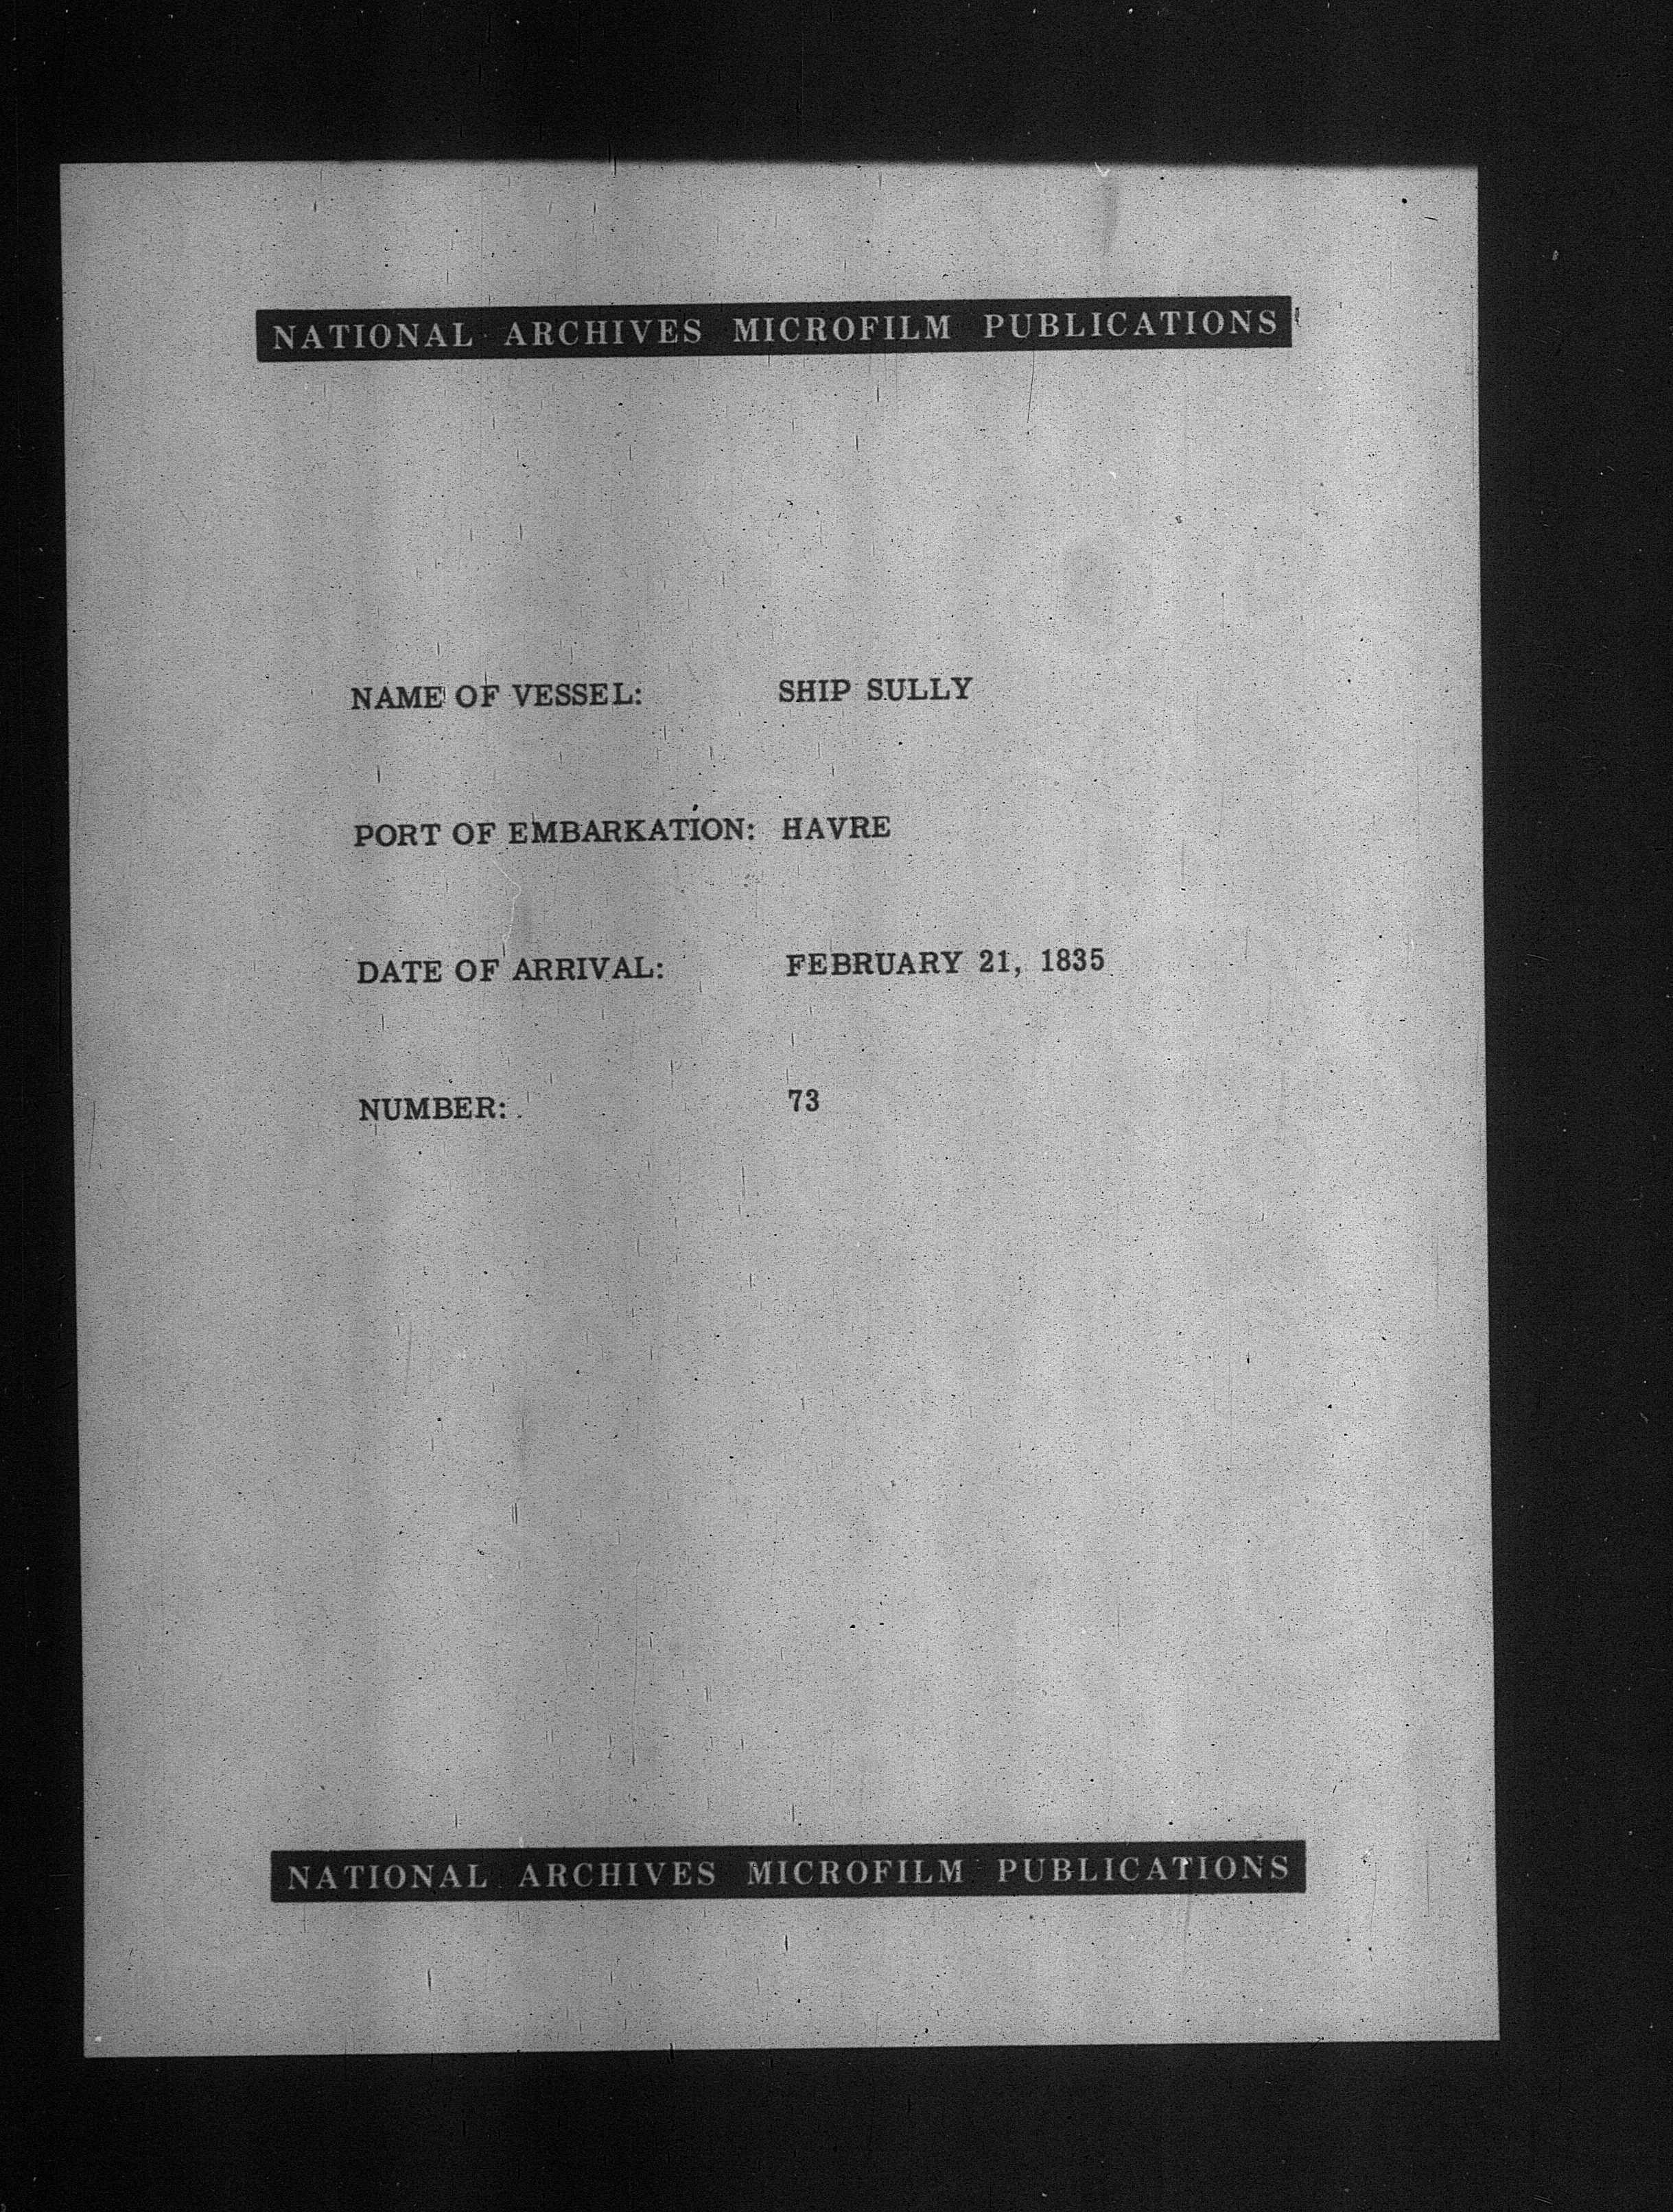 NATIONAL ARCHIVES MICROFILM PUBLICATIONS
NAME OF VESSEL: SHIP SULLY
PORT OF EMBARKATION: HAVRE
DATE OF ARRIVAL: FEBRUARY 21, 1835
NUMBER: 73
NATIONAL ARCHIVES MICROFILM PUBLICATIONS